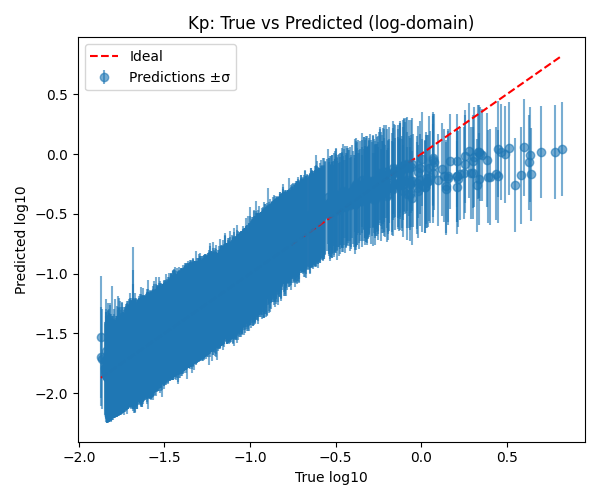 Kp: True vs Predicted (log-domain)
Ideal
Predictions ±σ
Predicted log10
0.5
0.0
−0.5
−1.0
−1.5
−2.0
−2.0 −1.5 −1.0 −0.5 0.0 0.5
True log10